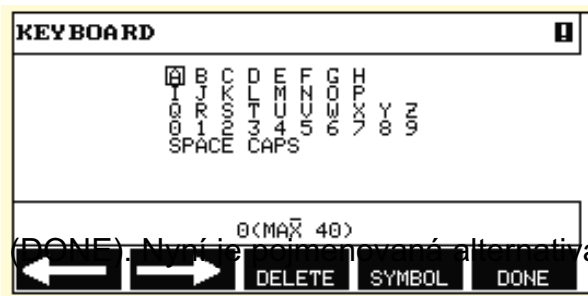 KEYBOARD
A B C D E F G H
I J K L M N O P
Q R S T U V W X Y Z
0 1 2 3 4 5 6 7 8 9
SPACE CAPS
0(MAX 40)
(DONE). Nyní je pojmenovaná alternativa
DELETE SYMBOL DONE